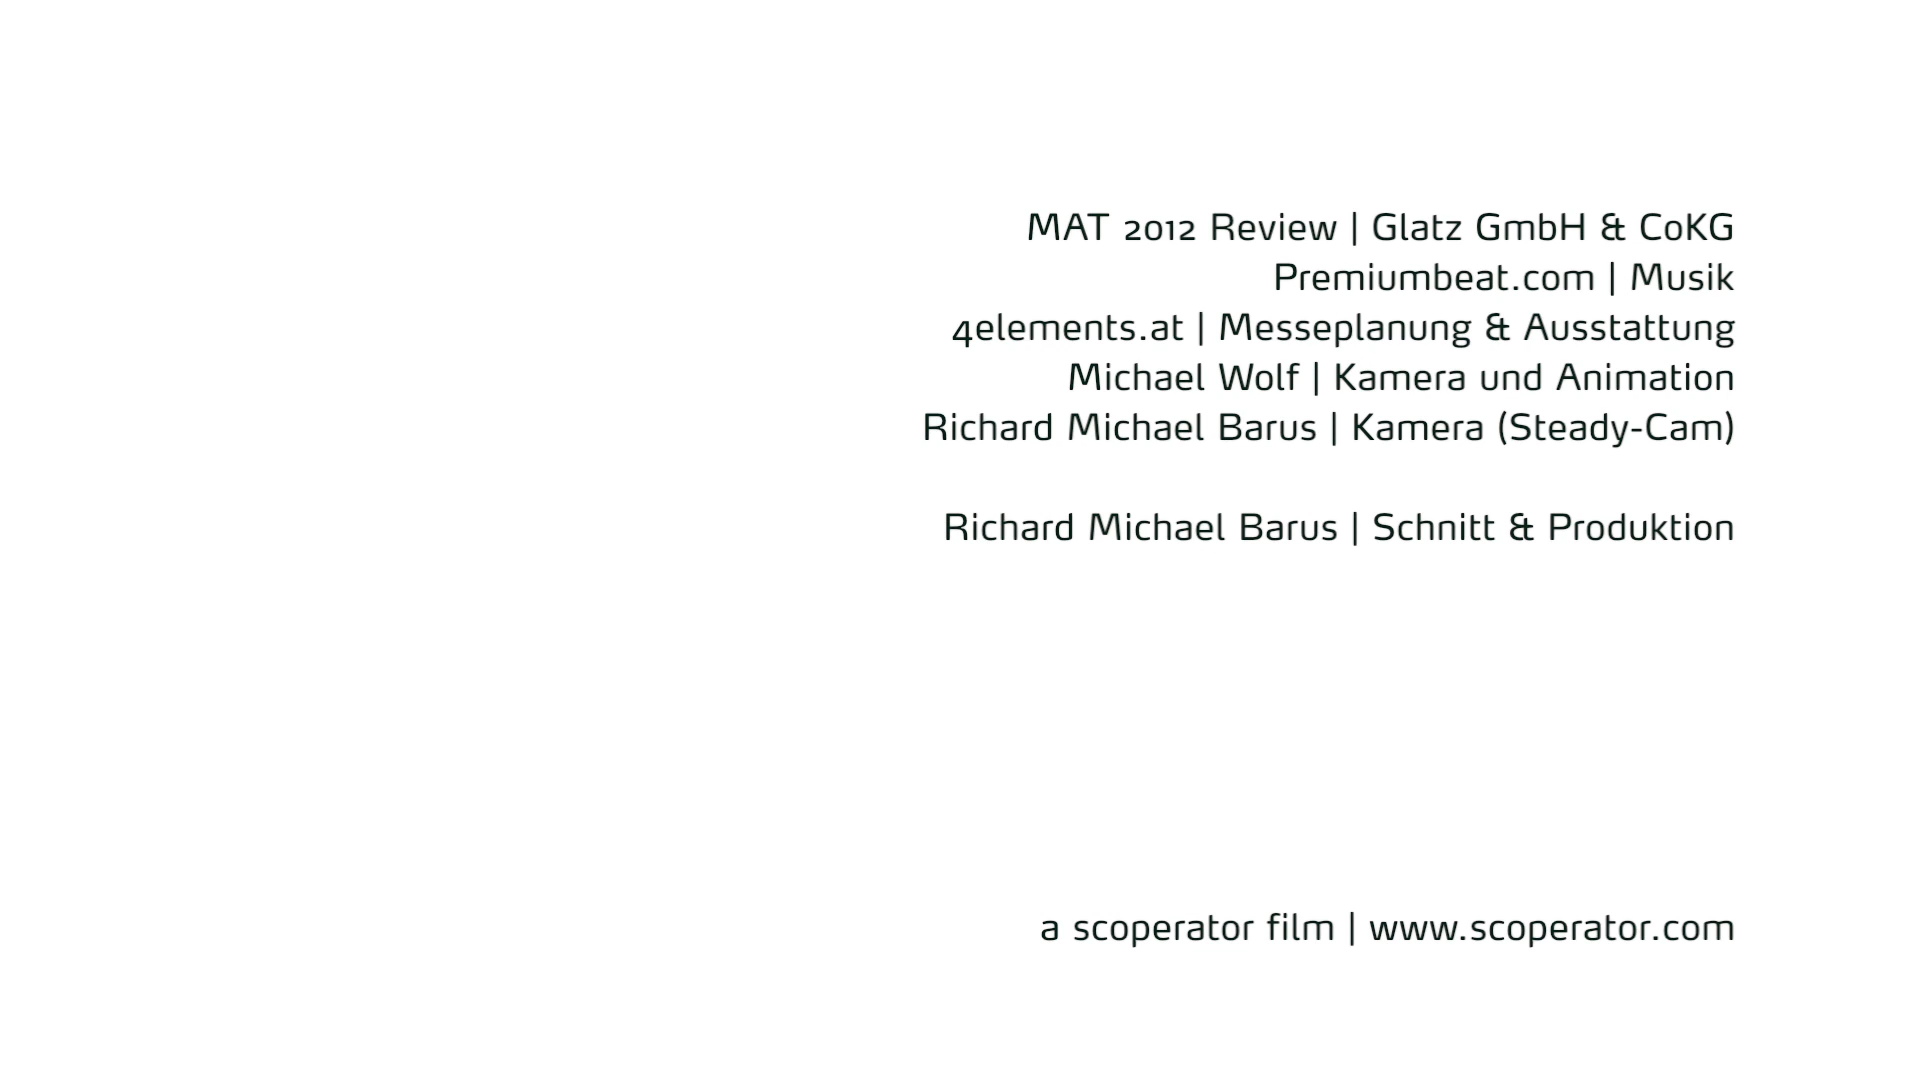 MAT 2012 Review | Glatz GmbH & CoKG
Premiumbeat.com | Musik
4elements.at | Messeplanung & Ausstattung
Michael Wolf | Kamera und Animation
Richard Michael Barus | Kamera (Steady-Cam)
Richard Michael Barus | Schnitt & Produktion
a scoperator film | www.scoperator.com